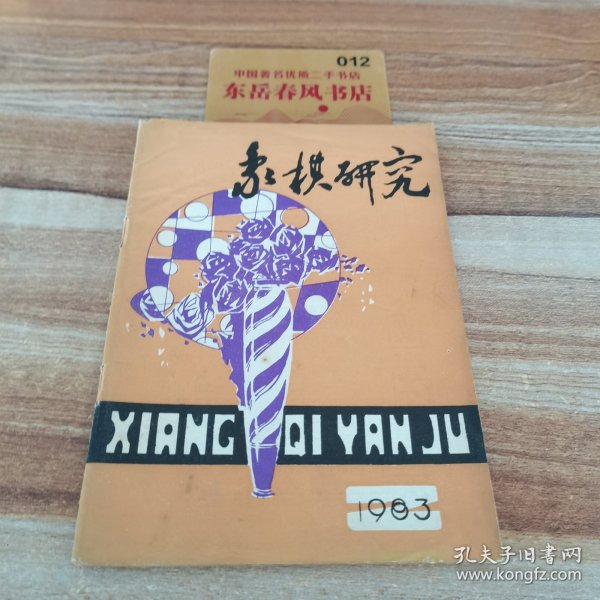 012
中国著名优质二手书店
东岳春风书店
象棋研究
XIANG QI YAN JU
1983
孔夫子旧书网
www.kongfz.com